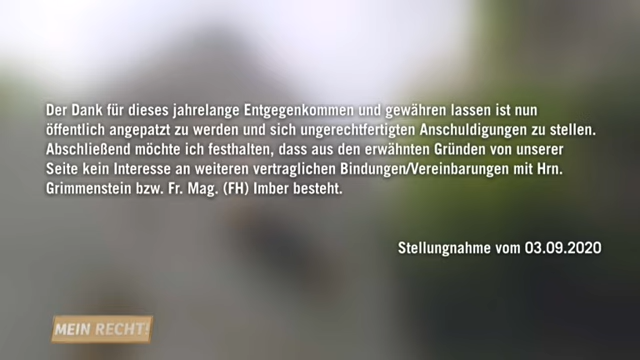 Der Dank für dieses jahrelange Entgegenkommen und gewähren lassen ist nun
öffentlich angepatzt zu werden und sich ungerechtfertigten Anschuldigungen zu stellen.
Abschließend möchte ich festhalten, dass aus den erwähnten Gründen von unserer
Seite kein Interesse an weiteren vertraglichen Bindungen/Vereinbarungen mit Hrn.
Grimmenstein bzw. Fr. Mag. (FH) Imber besteht.
Stellungnahme vom 03.09.2020
MEIN RECHT!